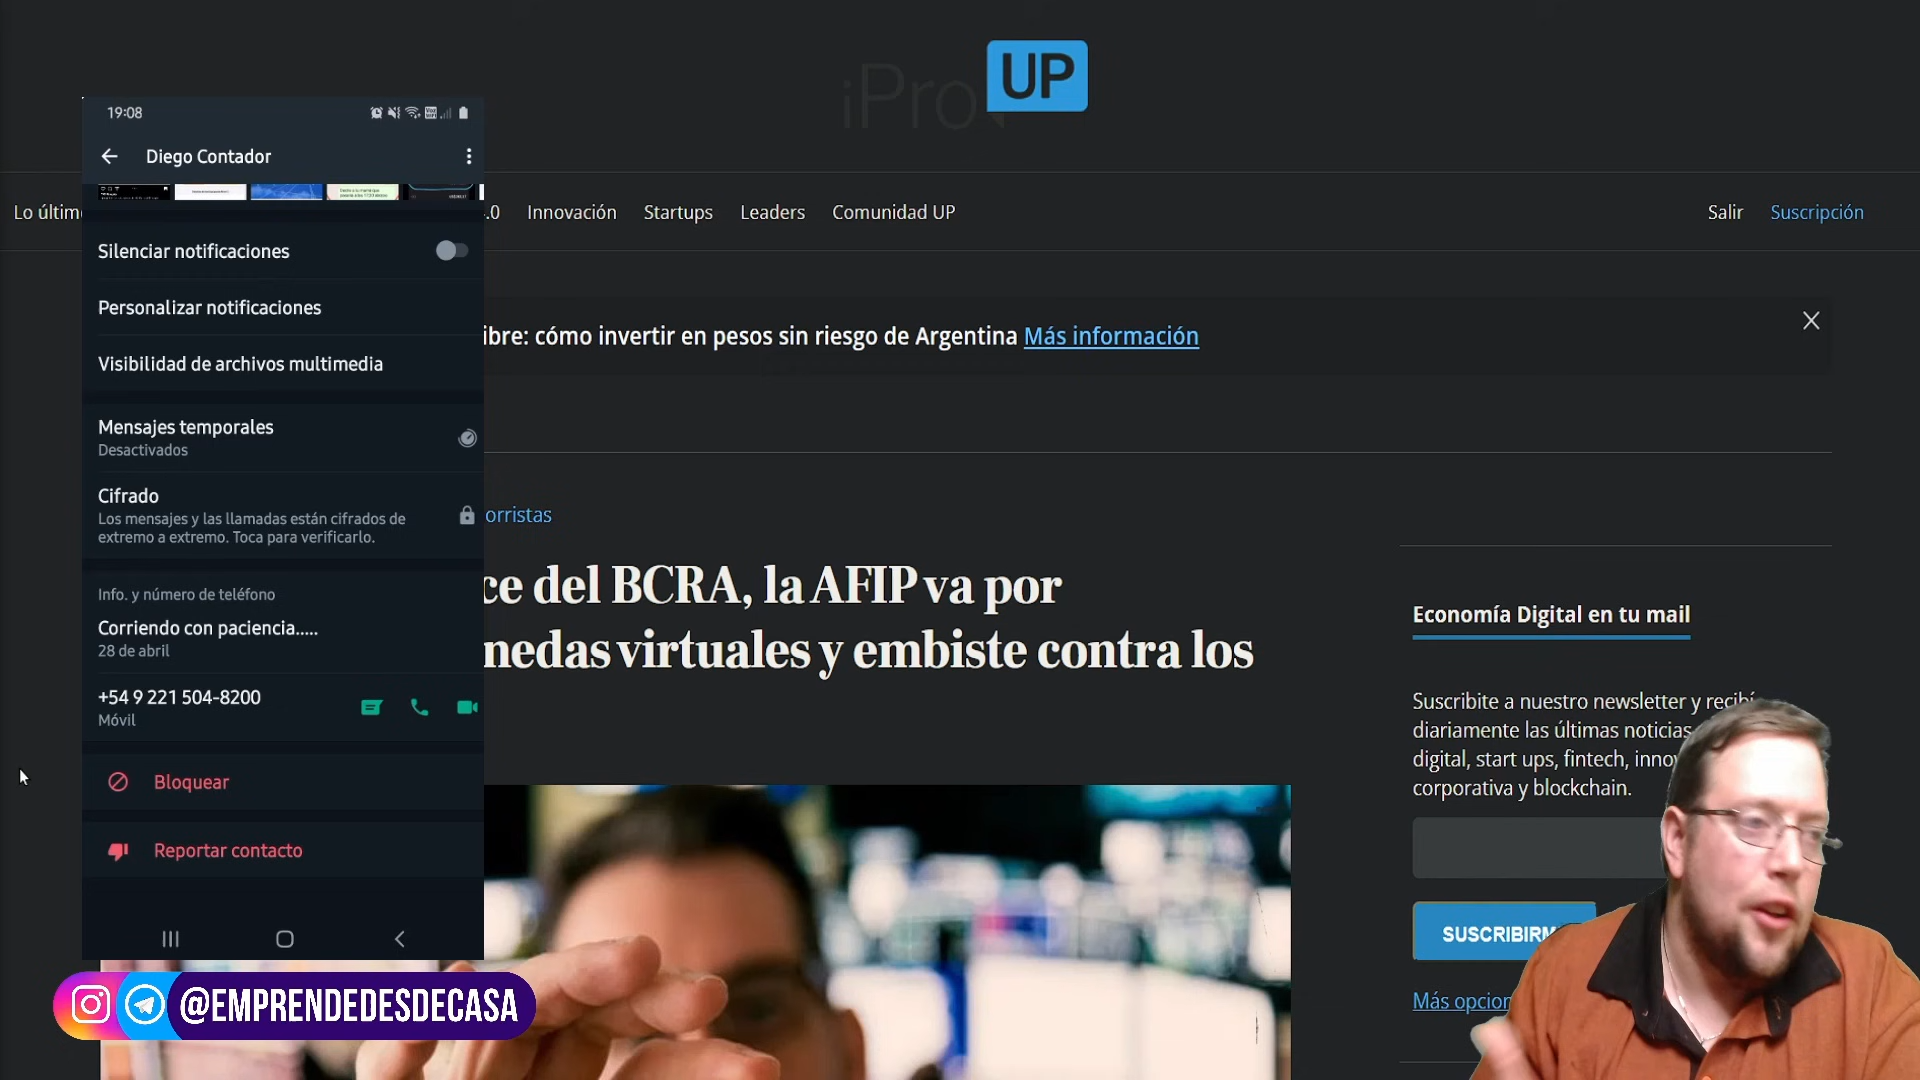 iPro UP
Lo últim
.0
Innovación
Startups
Leaders
Comunidad UP
Salir
Suscripción
19:08
Diego Contador
Silenciar notificaciones
Personalizar notificaciones
Visibilidad de archivos multimedia
Mensajes temporales
Desactivados
Cifrado
Los mensajes y las llamadas están cifrados de
extremo a extremo. Toca para verificarlo.
Info. y número de teléfono
Corriendo con paciencia.....
28 de abril
+54 9 221 504-8200
Móvil
Bloquear
Reportar contacto
ibre: cómo invertir en pesos sin riesgo de Argentina Más información
orristas
ce del BCRA, la AFIP va por
nedas virtuales y embiste contra los
Economía Digital en tu mail
Suscribite a nuestro newsletter y recibí
diariamente las últimas noticias
digital, start ups, fintech, inno
corporativa y blockchain.
SUSCRIBIRM
Más opcion
@EMPRENDEDESDECASA